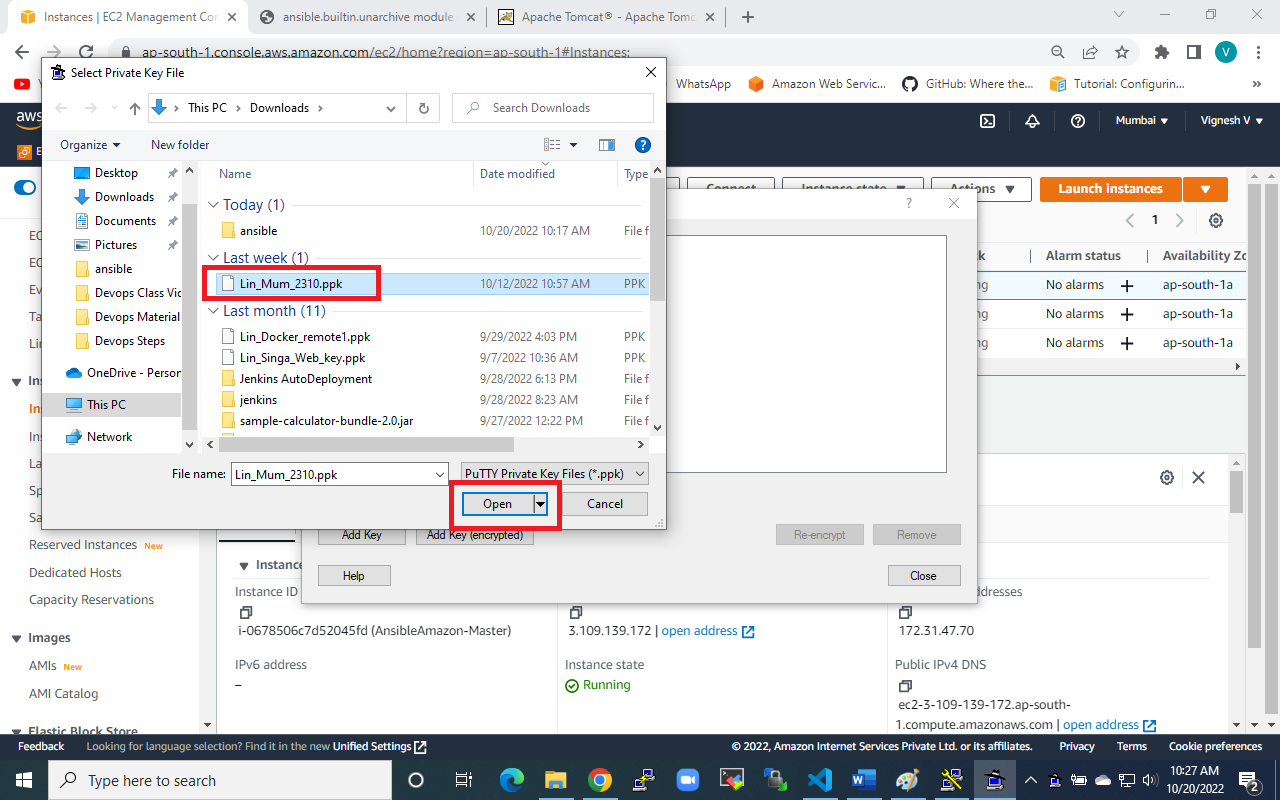 Instances | EC2 Management Con
ansible.builtin.unarchive module
Apache Tomcat® - Apache Tomc
ap-south-1.console.aws.amazon.com/ec2/home?region=ap-south-1#Instances:
V
WhatsApp
Amazon Web Servic...
GitHub: Where the...
Tutorial: Configurin...
»
aws
Mumbai
Vignesh V
E
Select Private Key File
This PC > Downloads >
Search Downloads
Organize
New folder
Desktop
Downloads
Documents
Pictures
ansible
Devops Class Vic
Devops Material
Devops Steps
OneDrive - Person
This PC
Network
Name
Date modified
Type
Today (1)
ansible 10/20/2022 10:17 AM File f
Last week (1)
Lin_Mum_2310.ppk 10/12/2022 10:57 AM PPK
Last month (11)
Lin_Docker_remote1.ppk 9/29/2022 4:03 PM PPK
Lin_Singa_Web_key.ppk 9/7/2022 10:36 AM PPK
Jenkins AutoDeployment 9/28/2022 6:13 PM File f
jenkins 9/28/2022 8:23 AM File f
sample-calculator-bundle-2.0.jar 9/27/2022 12:22 PM File f
File name: Lin_Mum_2310.ppk
PuTTY Private Key Files (*.ppk)
Open
Cancel
Connect
Instance state
Actions
Launch instances
?
1
Alarm status
Availability Zo
No alarms + ap-south-1a
No alarms + ap-south-1a
No alarms + ap-south-1a
Add Key
Add Key (encrypted)
Re-encrypt
Remove
Help
Close
Reserved Instances New
Dedicated Hosts
Capacity Reservations
Images
AMIs New
AMI Catalog
Elastic Block Store
Instance ID
i-0678506c7d52045fd (AnsibleAmazon-Master)
3.109.139.172 | open address
172.31.47.70
IPv6 address
–
Instance state
Running
Public IPv4 DNS
ec2-3-109-139-172.ap-south-
1.compute.amazonaws.com | open address
Feedback
Looking for language selection? Find it in the new Unified Settings
© 2022, Amazon Internet Services Private Ltd. or its affiliates.
Privacy
Terms
Cookie preferences
Type here to search
10:27 AM
10/20/2022
2